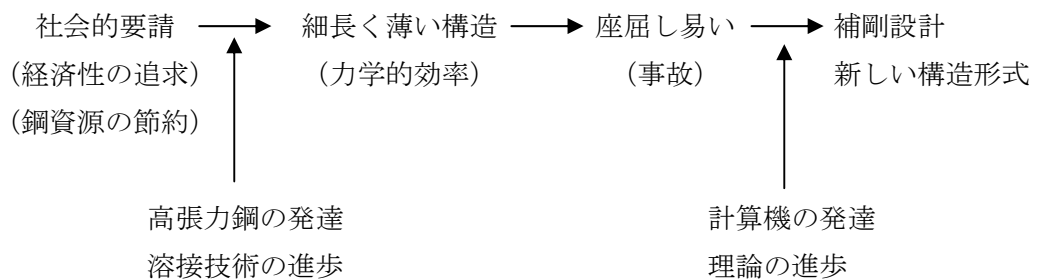 社会的要請 細長く薄い構造 座屈し易い 補剛設計
（経済性の追求） （力学的効率） （事故） 新しい構造形式
（鋼資源の節約）
高張力鋼の発達 計算機の発達
溶接技術の進歩 理論の進歩